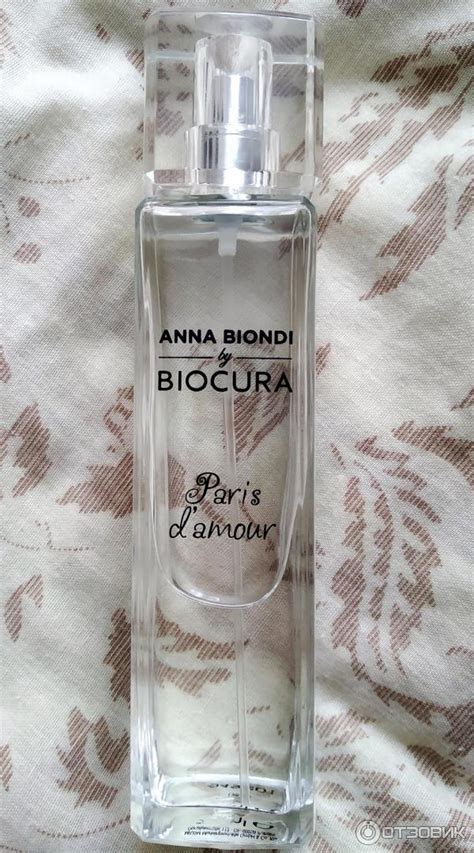 ANNA BIONDI
by
BIOCURA
Paris
d'amour
ОТЗОВИК